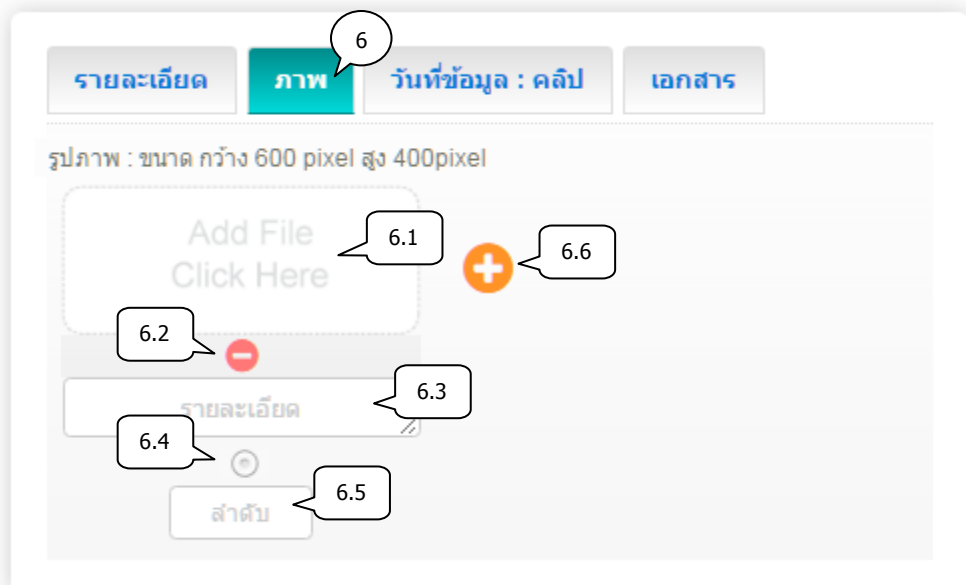 6
รายละเอียด ภาพ วันที่ข้อมูล : คลิป เอกสาร
รูปภาพ : ขนาด กว้าง 600 pixel สูง 400pixel
Add File
Click Here
6.1
6.6
6.2
6.3
รายละเอียด
6.4
6.5
ลำดับ